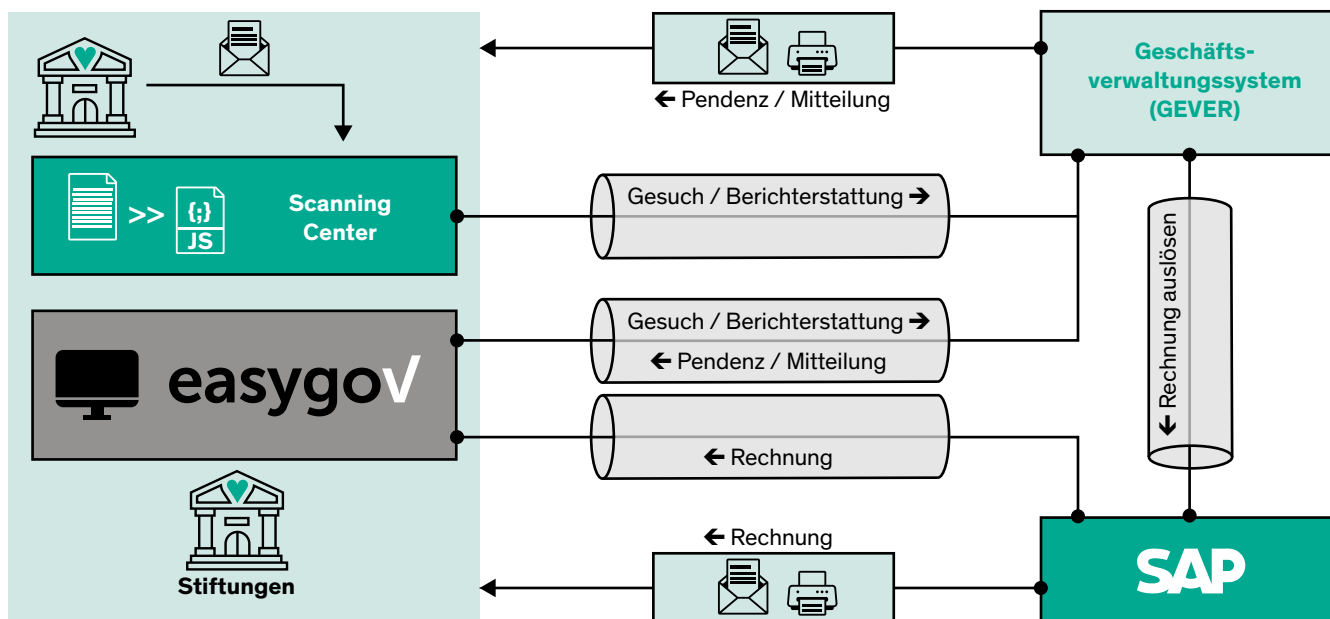 Geschäfts-
verwaltungssystem
(GEVER)
← Pendenz / Mitteilung
>>
{;}
JS
Scanning
Center
Gesuch / Berichterstattung →
Gesuch / Berichterstattung →
← Pendenz / Mitteilung
easygov
← Rechnung
← Rechnung auslösen
Stiftungen
← Rechnung
SAP